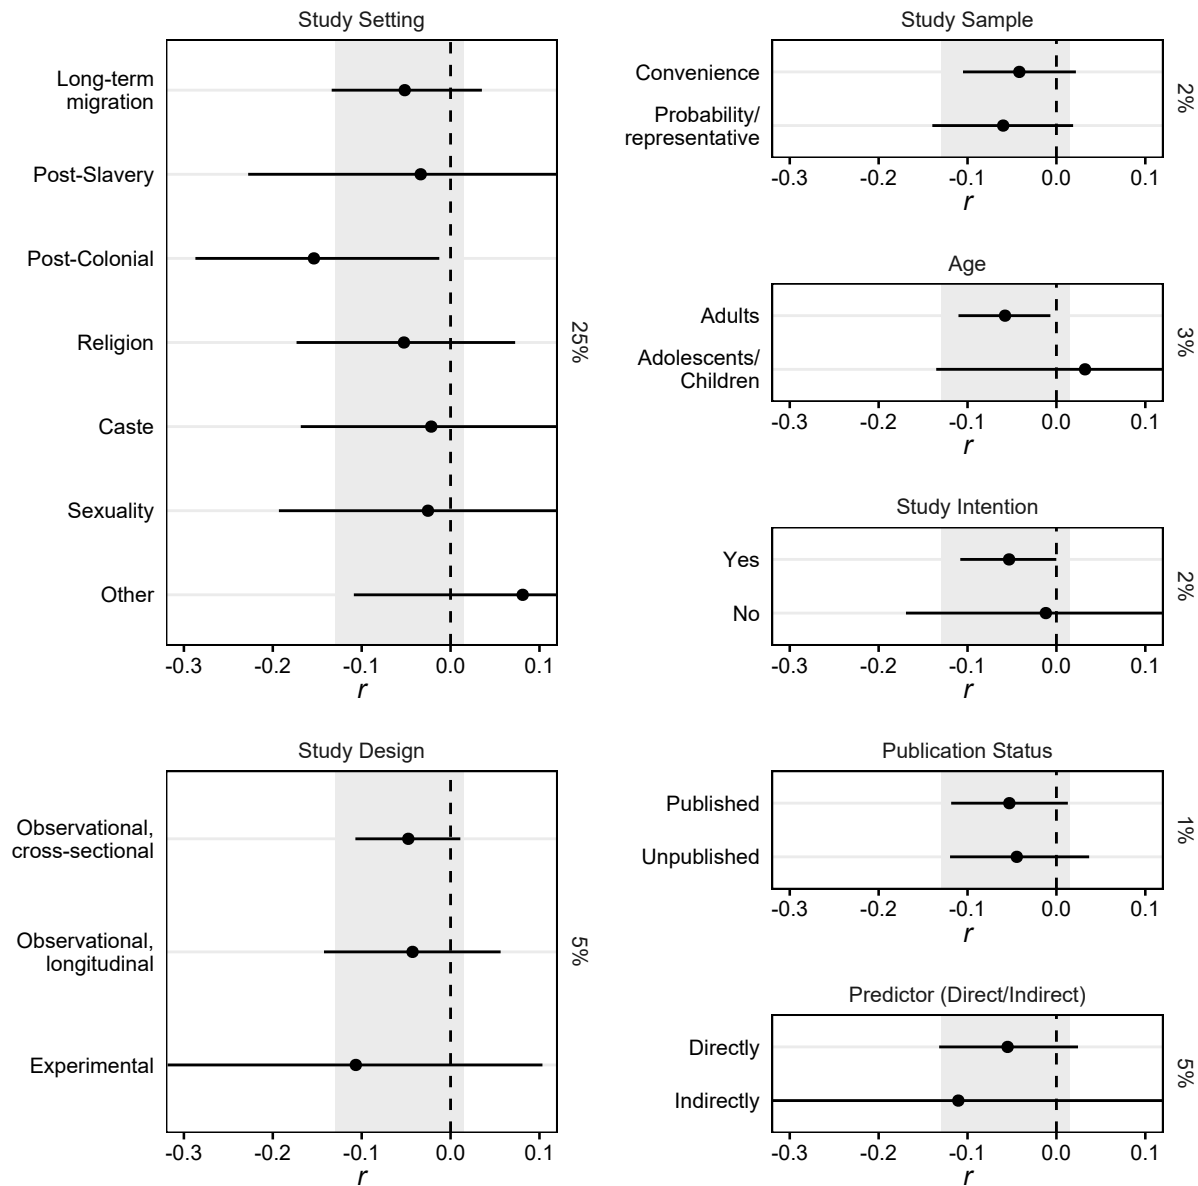 Study Setting
Long-term
migration
Post-Slavery
Post-Colonial
Religion
Caste
Sexuality
Other
25%
-0.3 -0.2 -0.1 0.0 0.1
r
Study Design
Observational,
cross-sectional
Observational,
longitudinal
Experimental
5%
-0.3 -0.2 -0.1 0.0 0.1
r
Study Sample
Convenience
Probability/
representative
2%
-0.3 -0.2 -0.1 0.0 0.1
r
Age
Adults
Adolescents/
Children
3%
-0.3 -0.2 -0.1 0.0 0.1
r
Study Intention
Yes
No
2%
-0.3 -0.2 -0.1 0.0 0.1
r
Publication Status
Published
Unpublished
1%
-0.3 -0.2 -0.1 0.0 0.1
r
Predictor (Direct/Indirect)
Directly
Indirectly
5%
-0.3 -0.2 -0.1 0.0 0.1
r